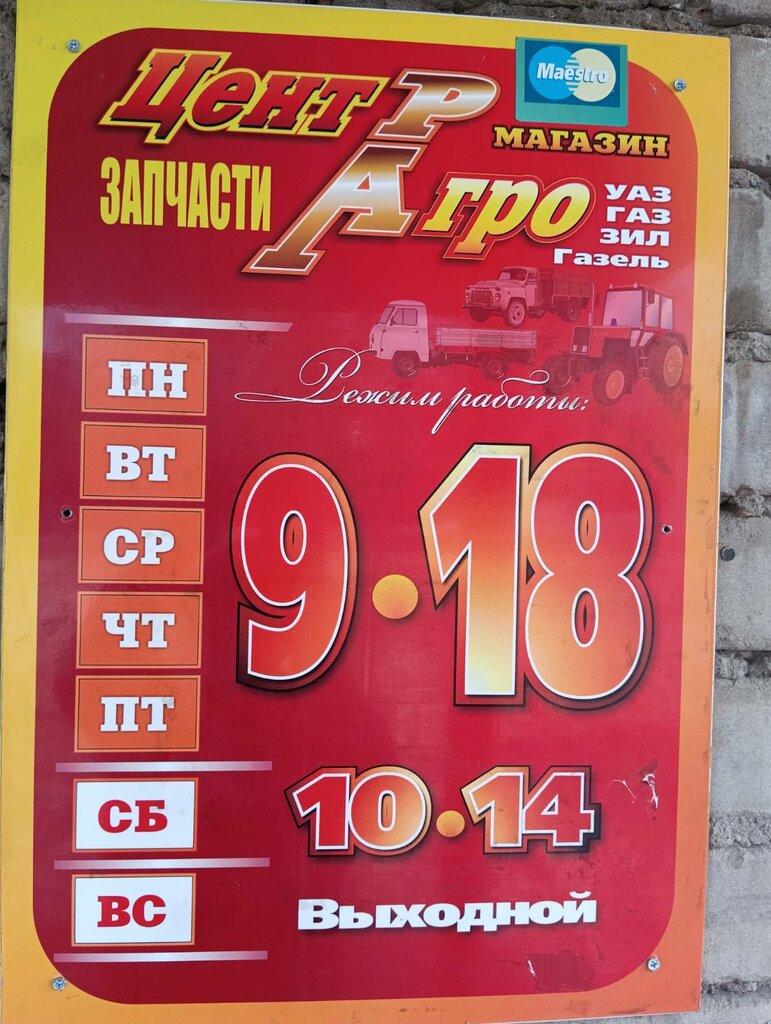 Maestro
ЦентР
МАГАЗИН
ЗАПЧАСТИ
Агро
УАЗ
ГАЗ
ЗИЛ
Газель
Режим работы:
ПН
ВТ
СР
ЧТ
ПТ
9•18
СБ
10•14
ВС
Выходной